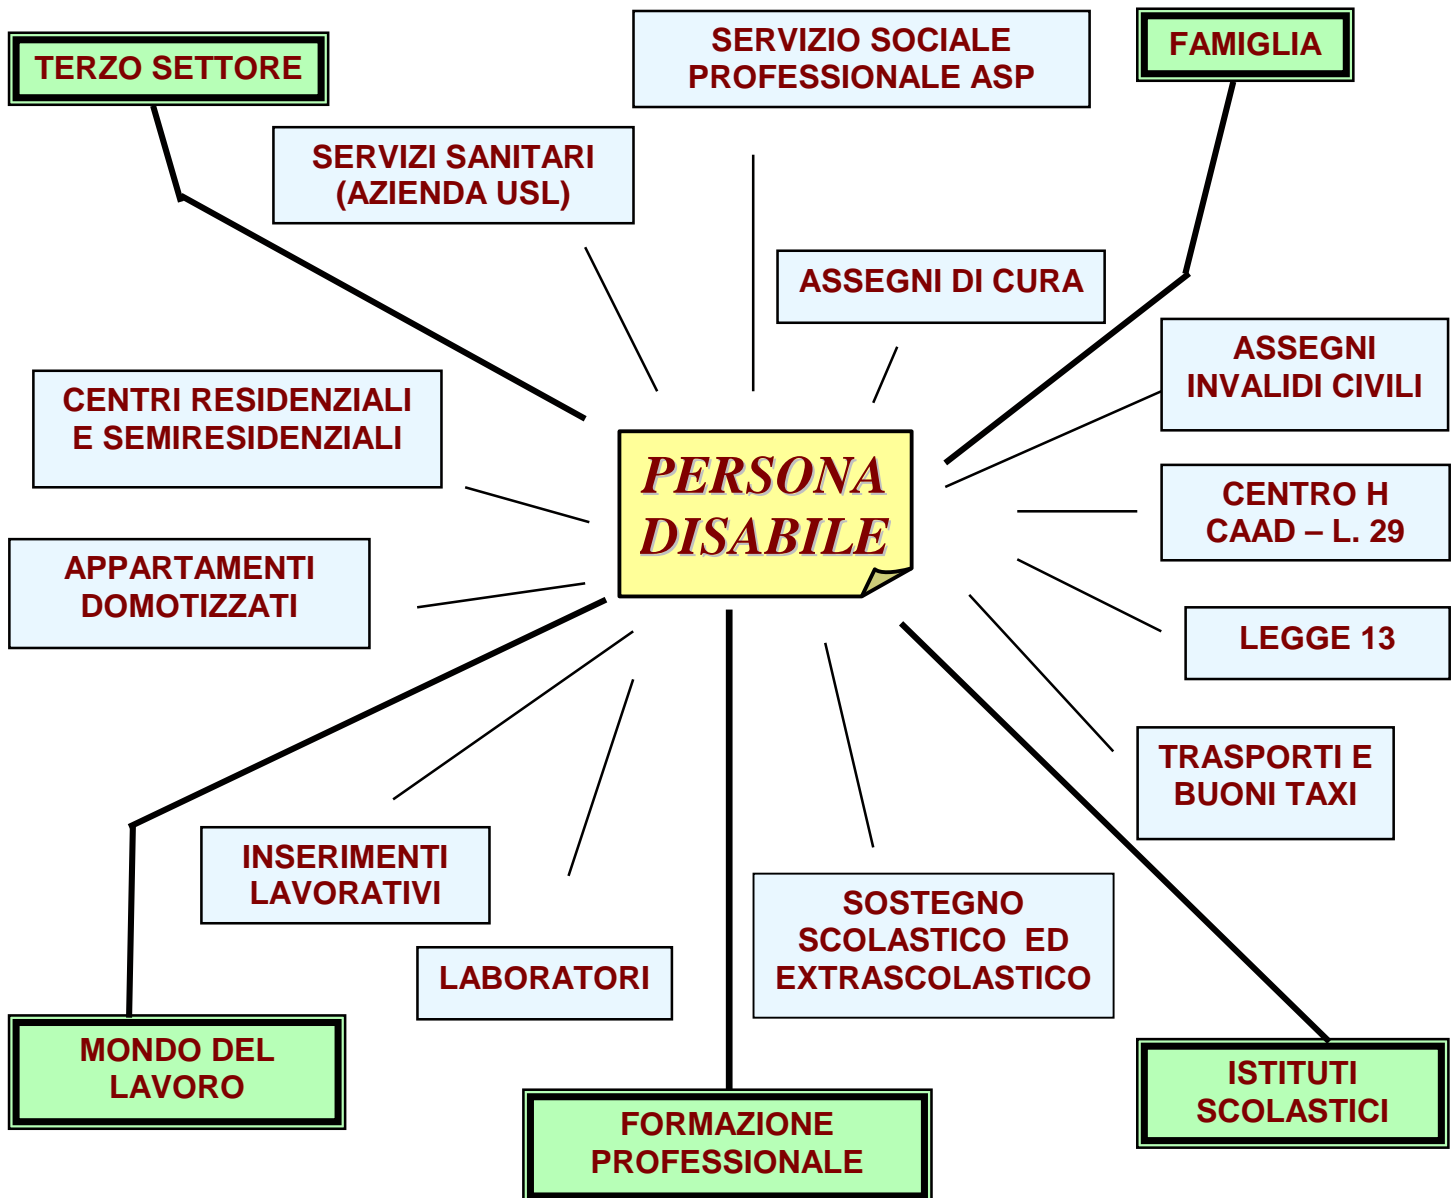 TERZO SETTORE
SERVIZIO SOCIALE
PROFESSIONALE ASP
FAMIGLIA
SERVIZI SANITARI
(AZIENDA USL)
ASSEGNI DI CURA
ASSEGNI
INVALIDI CIVILI
CENTRI RESIDENZIALI
E SEMIRESIDENZIALI
PERSONA
DISABILE
CENTRO H
CAAD – L. 29
APPARTAMENTI
DOMOTIZZATI
LEGGE 13
TRASPORTI E
BUONI TAXI
INSERIMENTI
LAVORATIVI
SOSTEGNO
SCOLASTICO ED
EXTRASCOLASTICO
LABORATORI
MONDO DEL
LAVORO
FORMAZIONE
PROFESSIONALE
ISTITUTI
SCOLASTICI